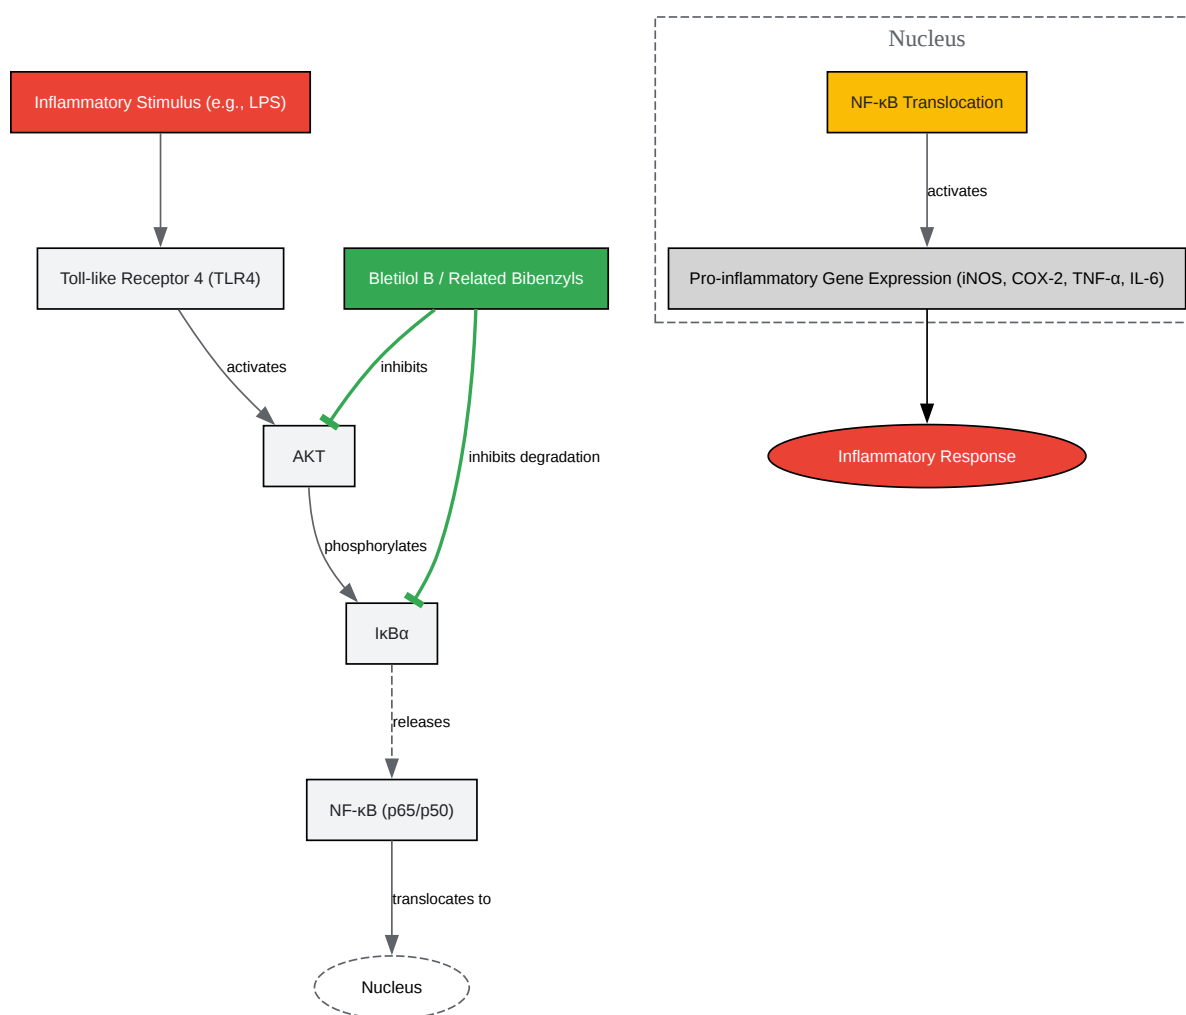 Nucleus
Inflammatory Stimulus (e.g., LPS)
NF-κB Translocation
activates
Toll-like Receptor 4 (TLR4)
Bletilol B / Related Bibenzyls
Pro-inflammatory Gene Expression (iNOS, COX-2, TNF-α, IL-6)
activates
inhibits
AKT
inhibits degradation
Inflammatory Response
phosphorylates
IκBα
releases
NF-κB (p65/p50)
translocates to
Nucleus